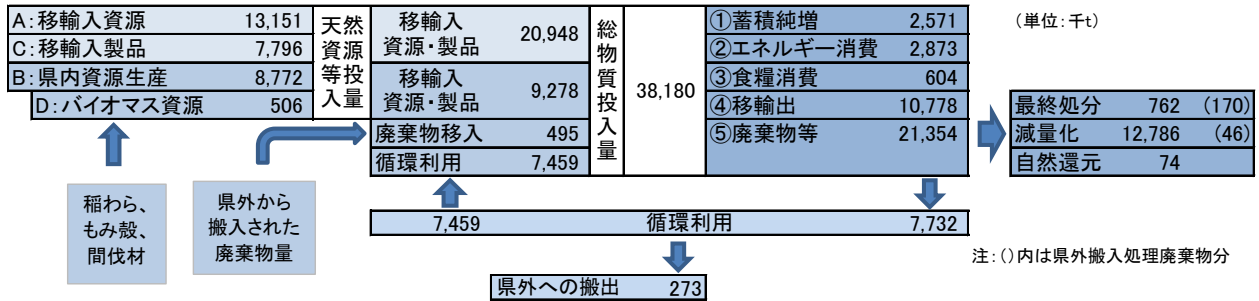 A:移輸入資源 13,151
C:移輸入製品 7,796
B:県内資源生産 8,772
D:バイオマス資源 506
天然
資源
等投
入量
移輸入
資源・製品 20,948
移輸入
資源・製品 9,278
廃棄物移入 495
循環利用 7,459
総物質投入量
38,180
①蓄積純増 2,571
②エネルギー消費 2,873
③食糧消費 604
④移輸出 10,778
⑤廃棄物等 21,354
(単位:千t)
最終処分 762 (170)
減量化 12,786 (46)
自然還元 74
稲わら、
もみ殻、
間伐材
県外から
搬入された
廃棄物量
7,459 循環利用 7,732
注:()内は県外搬入処理廃棄物分
県外への搬出 273